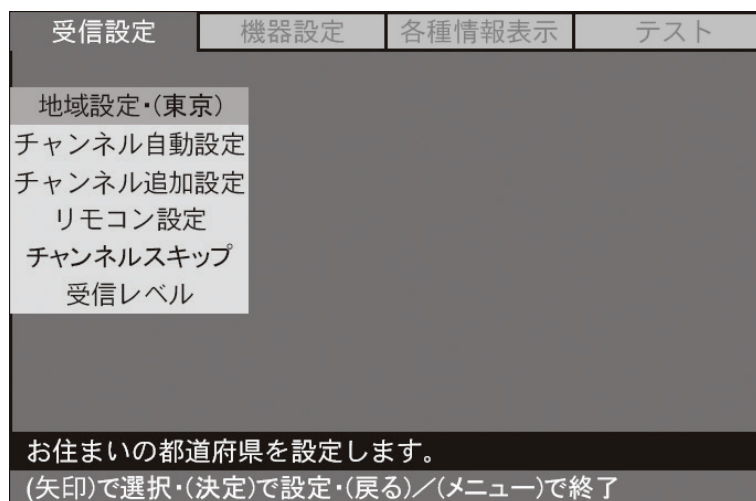 受信設定 機器設定 各種情報表示 テスト
地域設定・(東京)
チャンネル自動設定
チャンネル追加設定
リモコン設定
チャンネルスキップ
受信レベル
お住まいの都道府県を設定します。
(矢印)で選択・(決定)で設定・(戻る)／(メニュー)で終了